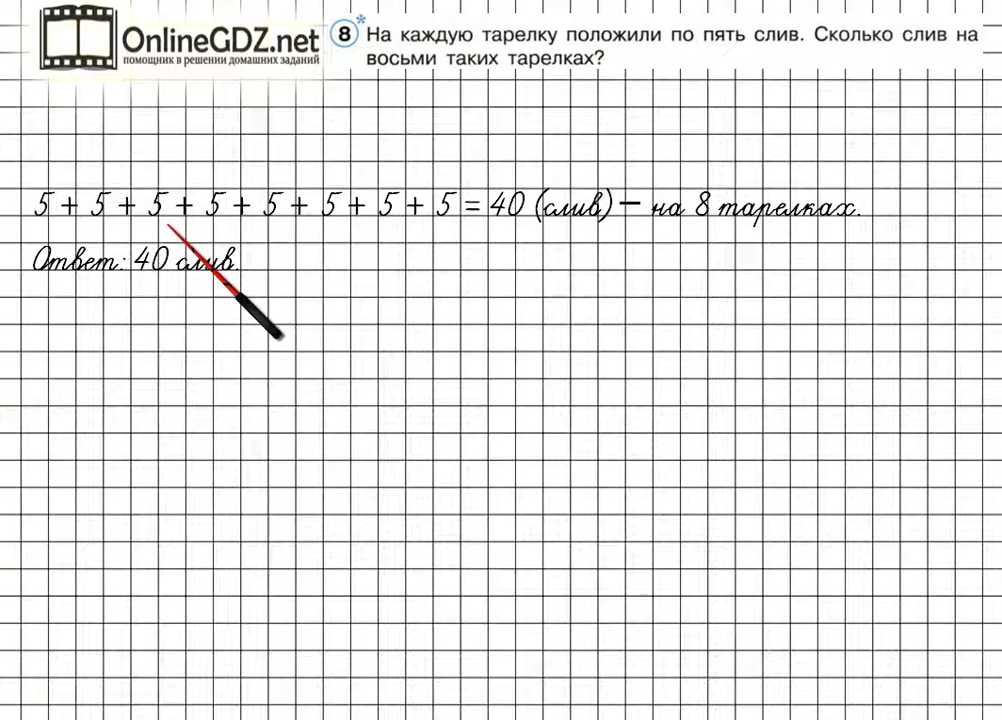 OnlineGDZ.net
помощник в решении домашних заданий
8* На каждую тарелку положили по пять слив. Сколько слив на
восьми таких тарелках?
5 + 5 + 5 + 5 + 5 + 5 + 5 + 5 = 40 (слив) – на 8 тарелках.
Ответ: 40 слив.